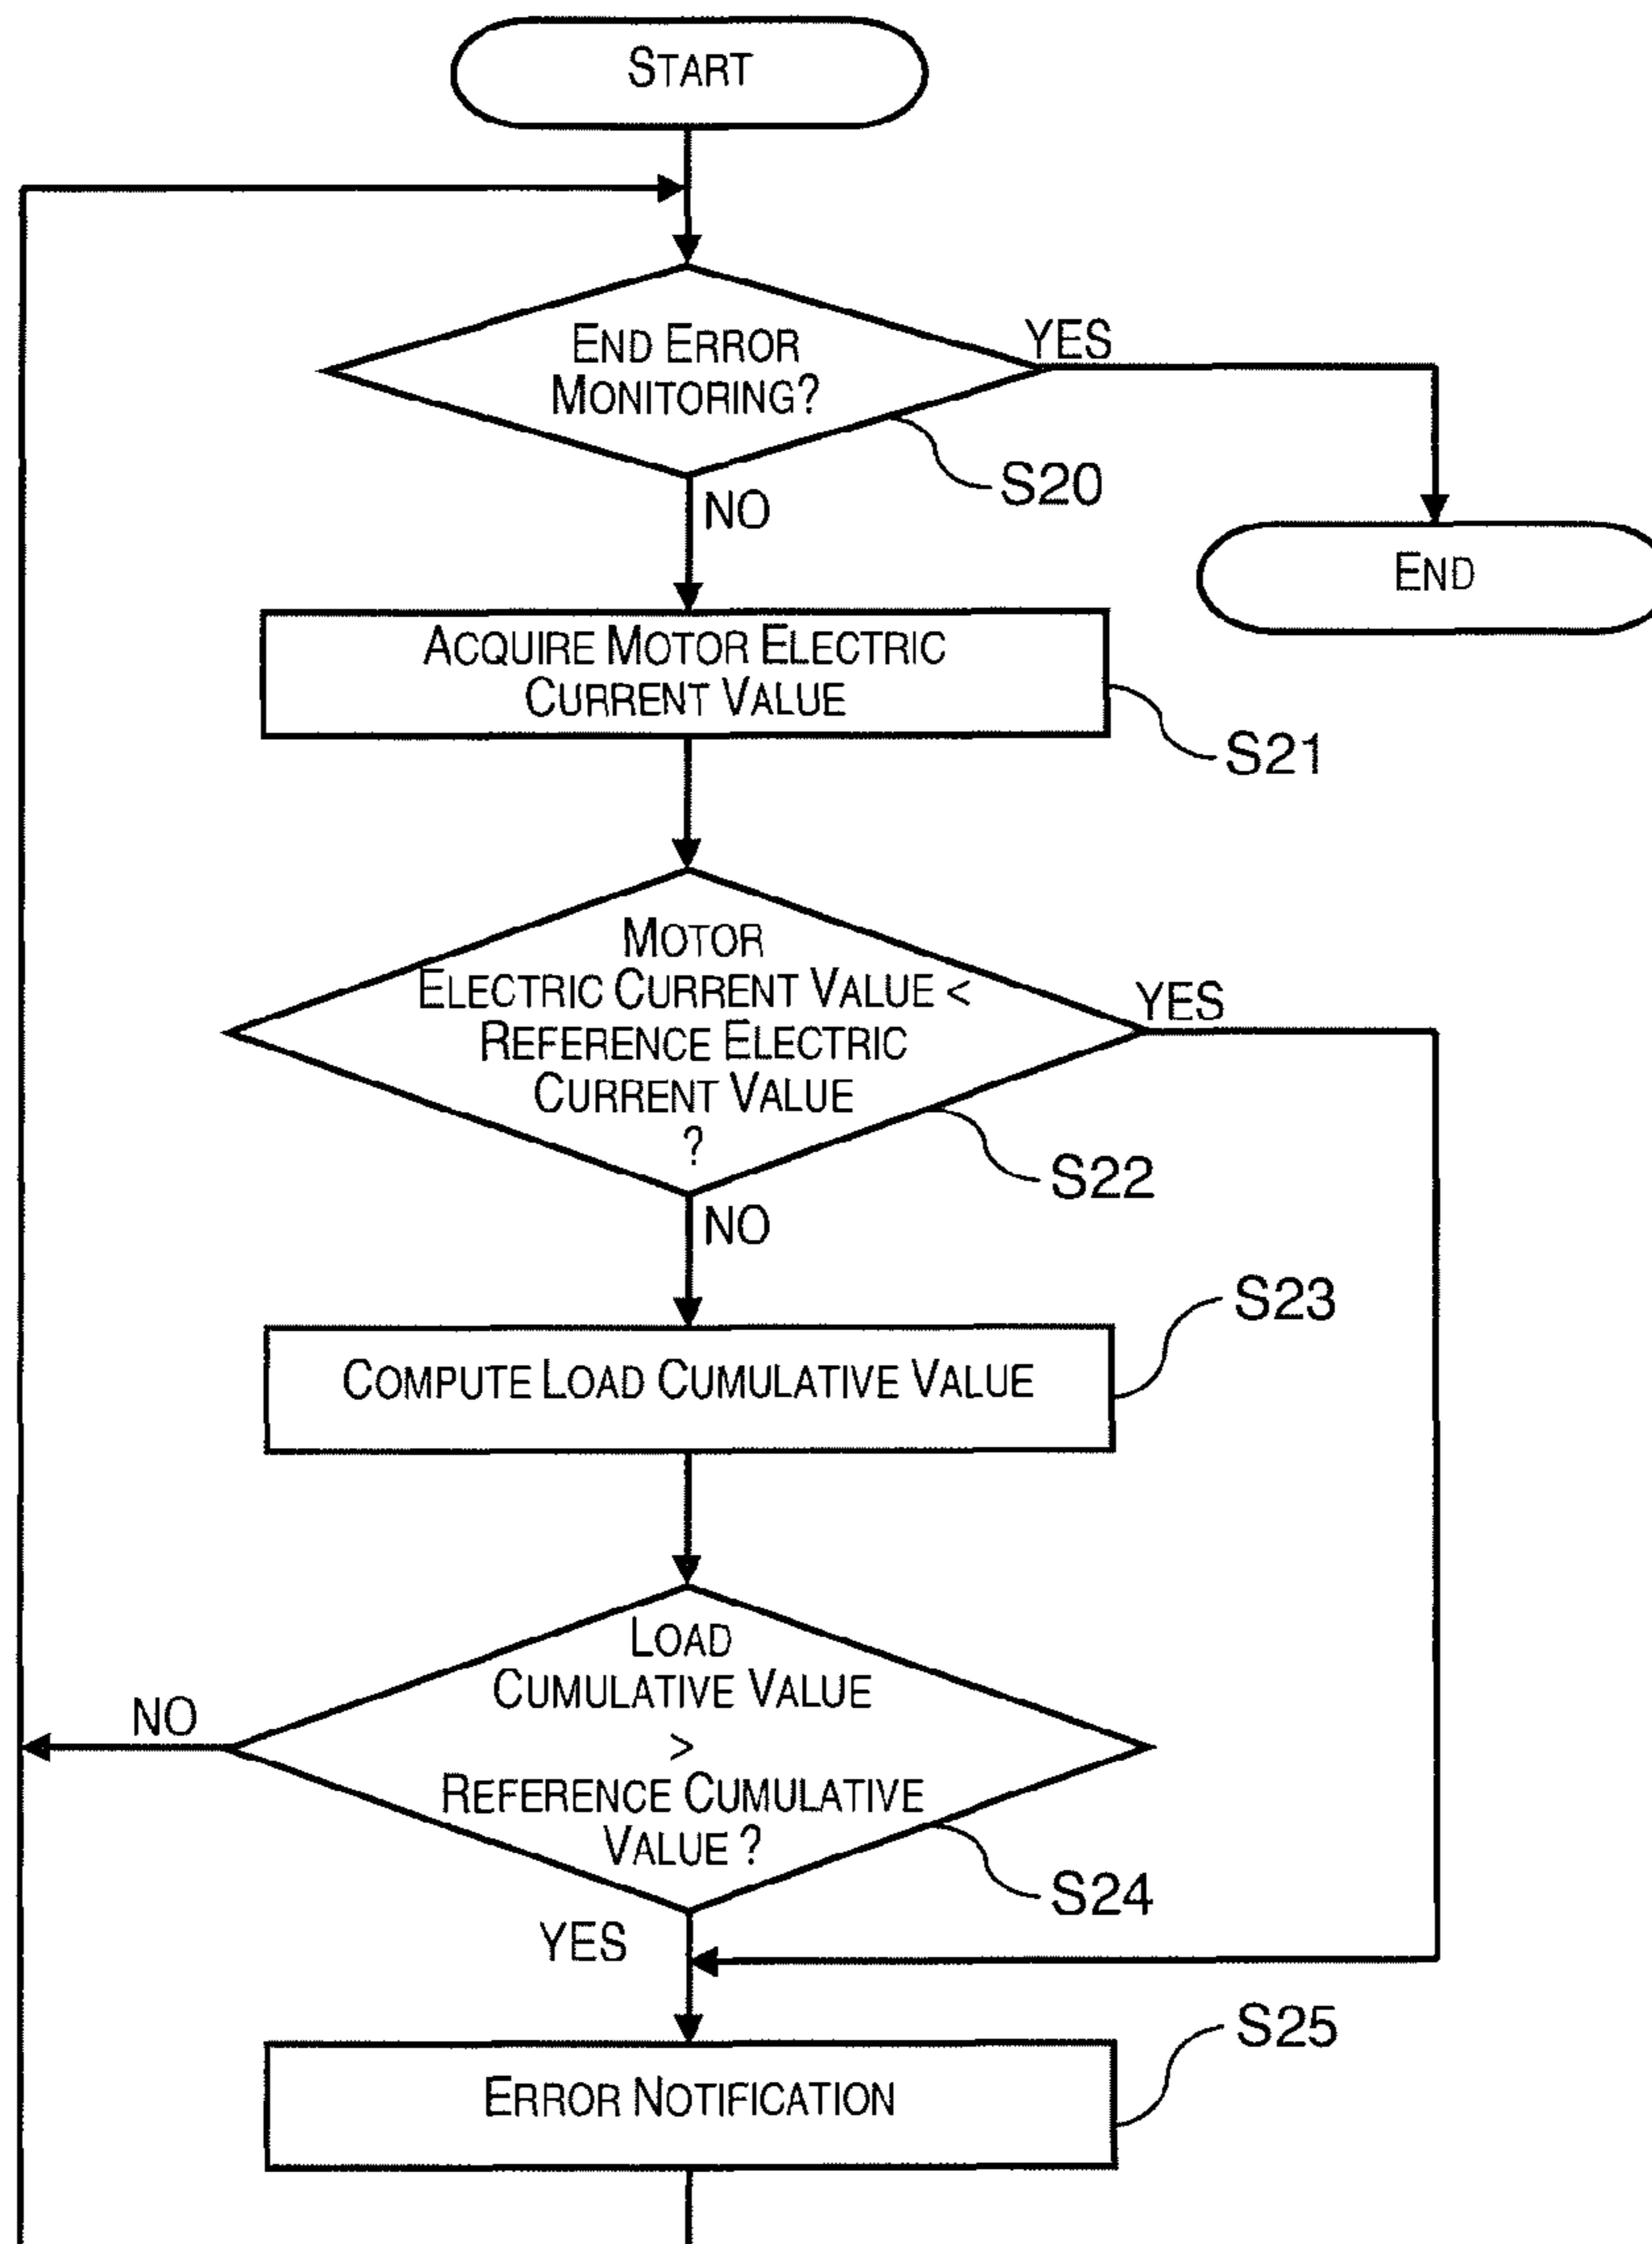 START
END ERROR
MONITORING?
YES
S20
NO
END
ACQUIRE MOTOR ELECTRIC
CURRENT VALUE
S21
MOTOR
ELECTRIC CURRENT VALUE <
REFERENCE ELECTRIC
CURRENT VALUE
?
YES
S22
NO
S23
COMPUTE LOAD CUMULATIVE VALUE
LOAD
CUMULATIVE VALUE
>
REFERENCE CUMULATIVE
VALUE ?
NO
S24
YES
S25
ERROR NOTIFICATION